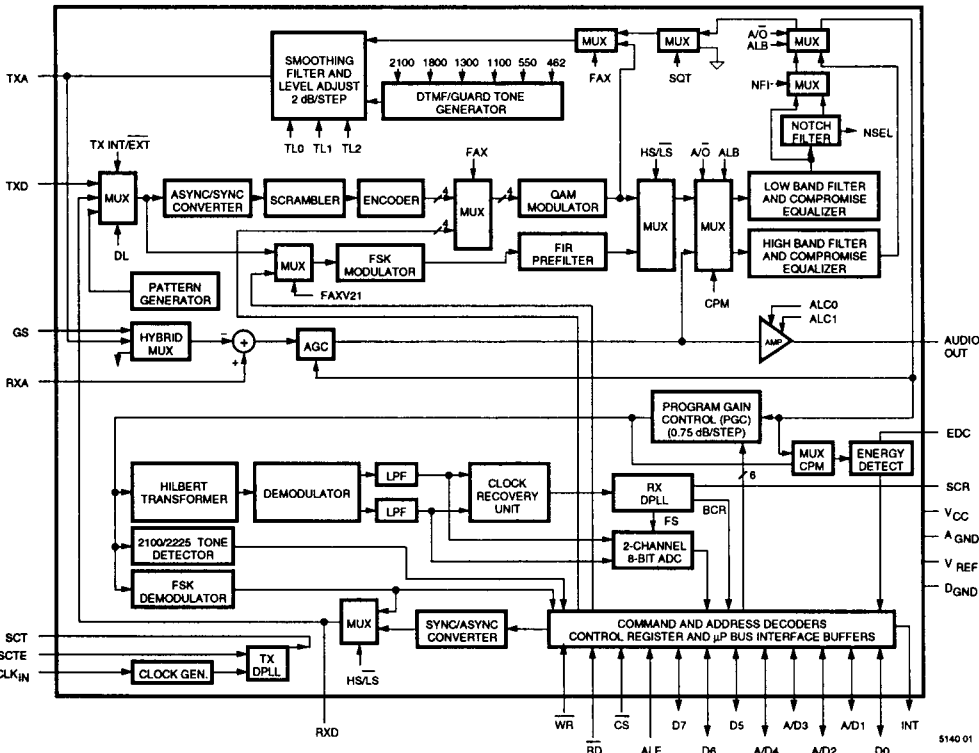 A/O̅
ALB
MUX
MUX
MUX
FAX
SQT
TXA
SMOOTHING
FILTER AND
LEVEL ADJUST
2 dB/STEP
2100 1800 1300 1100 550 462
DTMF/GUARD TONE
GENERATOR
NFI
MUX
NOTCH
FILTER
NSEL
TL0 TL1 TL2
TX INT/E̅X̅T̅
FAX
HS/L̅S̅
A/O̅ ALB
TXD
MUX
ASYNC/SYNC
CONVERTER
SCRAMBLER
ENCODER
4
4
MUX
4
QAM
MODULATOR
MUX
MUX
LOW BAND FILTER
AND COMPROMISE
EQUALIZER
DL
MUX
FSK
MODULATOR
FIR
PREFILTER
HIGH BAND FILTER
AND COMPROMISE
EQUALIZER
PATTERN
GENERATOR
FAXV21
CPM
ALC0
ALC1
GS
HYBRID
MUX
–
+
+
AGC
AMP
AUDIO
OUT
RXA
PROGRAM GAIN
CONTROL (PGC)
(0.75 dB/STEP)
6
MUX
CPM
ENERGY
DETECT
EDC
HILBERT
TRANSFORMER
DEMODULATOR
LPF
LPF
CLOCK
RECOVERY
UNIT
RX
DPLL
SCR
BCR
FS
VCC
AGND
2100/2225 TONE
DETECTOR
2-CHANNEL
8-BIT ADC
VREF
DGND
FSK
DEMODULATOR
MUX
SYNC/ASYNC
CONVERTER
COMMAND AND ADDRESS DECODERS
CONTROL REGISTER AND µP BUS INTERFACE BUFFERS
SCT
SCTE
CLKIN
CLOCK GEN.
TX
DPLL
HS/L̅S̅
RXD
W̅R̅ R̅D̅ C̅S̅ ALE D7 D6 D5 A/D4 A/D3 A/D2 A/D1 D0 INT
5140 01